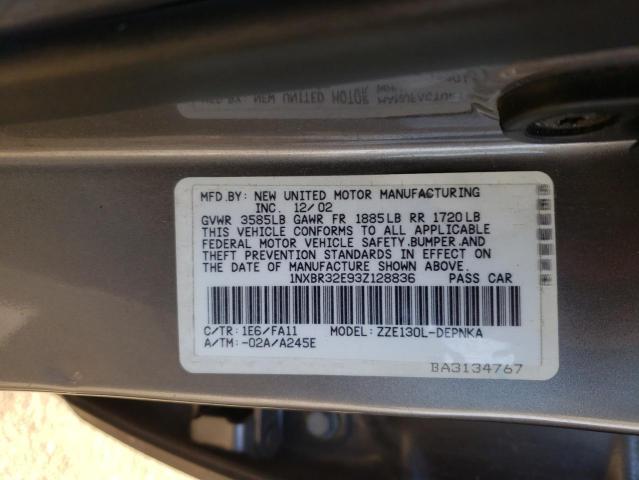 MFD.BY: NEW UNITED MOTOR MANUFACTURING
INC. 12/02
GVWR 3585LB GAWR FR 1885LB RR 1720LB
THIS VEHICLE CONFORMS TO ALL APPLICABLE
FEDERAL MOTOR VEHICLE SAFETY,BUMPER,AND
THEFT PREVENTION STANDARDS IN EFFECT ON
THE DATE OF MANUFACTURE SHOWN ABOVE.
1NXBR32E93Z128836 PASS CAR
C/TR: 1E6/FA11 MODEL: ZZE130L-DEPNKA
A/TM: -02A/A245E
BA3134767